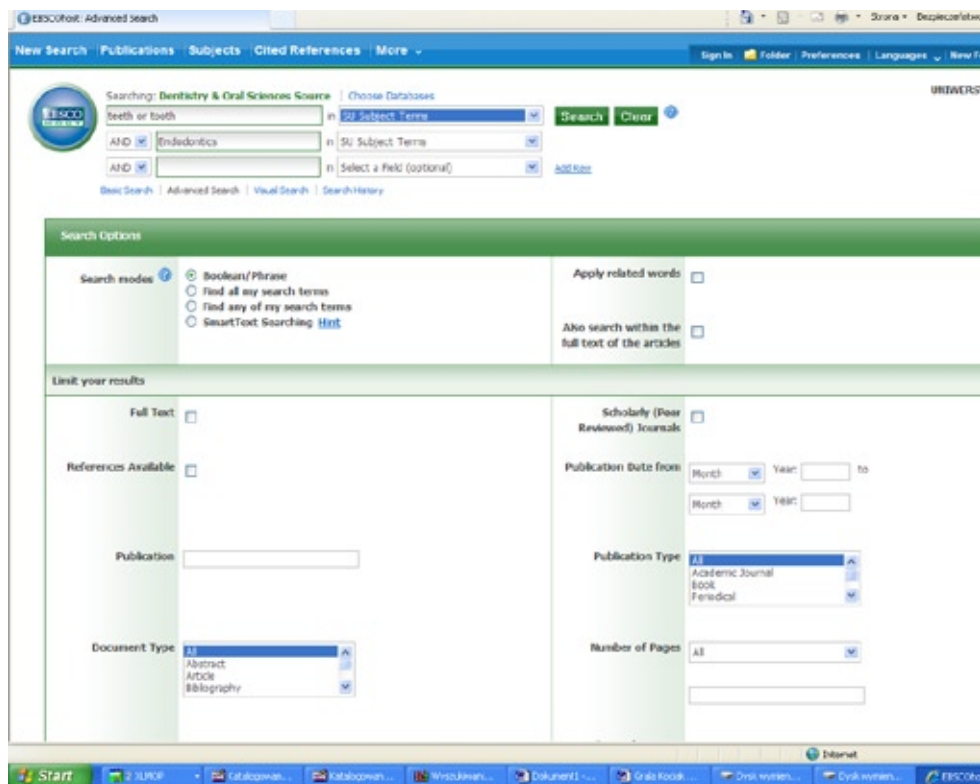 EBSCOhost: Advanced Search
Strona
New Search Publications Subjects Cited References More
Sign In Folder Preferences Languages
Searching: Dentistry & Oral Sciences Source Choose Databases
EBSCO
HOST
teeth or tooth in SU Subject Terms Search Clear
AND Endodontics in SU Subject Terms
AND in Select a Field (optional) Add Row
Basic Search Advanced Search Visual Search Search History
Search Options
Search modes
Boolean/Phrase
Find all my search terms
Find any of my search terms
SmartText Searching Hint
Apply related words
Also search within the
full text of the articles
Limit your results
Full Text
Scholarly (Peer
Reviewed) Journals
References Available
Publication Date from Month Year: to
Month Year:
Publication
Publication Type All
Academic Journal
Book
Periodical
Document Type All
Abstract
Article
Bibliography
Number of Pages All
Internet
Start Katalogowan... Katalogowan... Wyszukiwan... Dokument1 -...